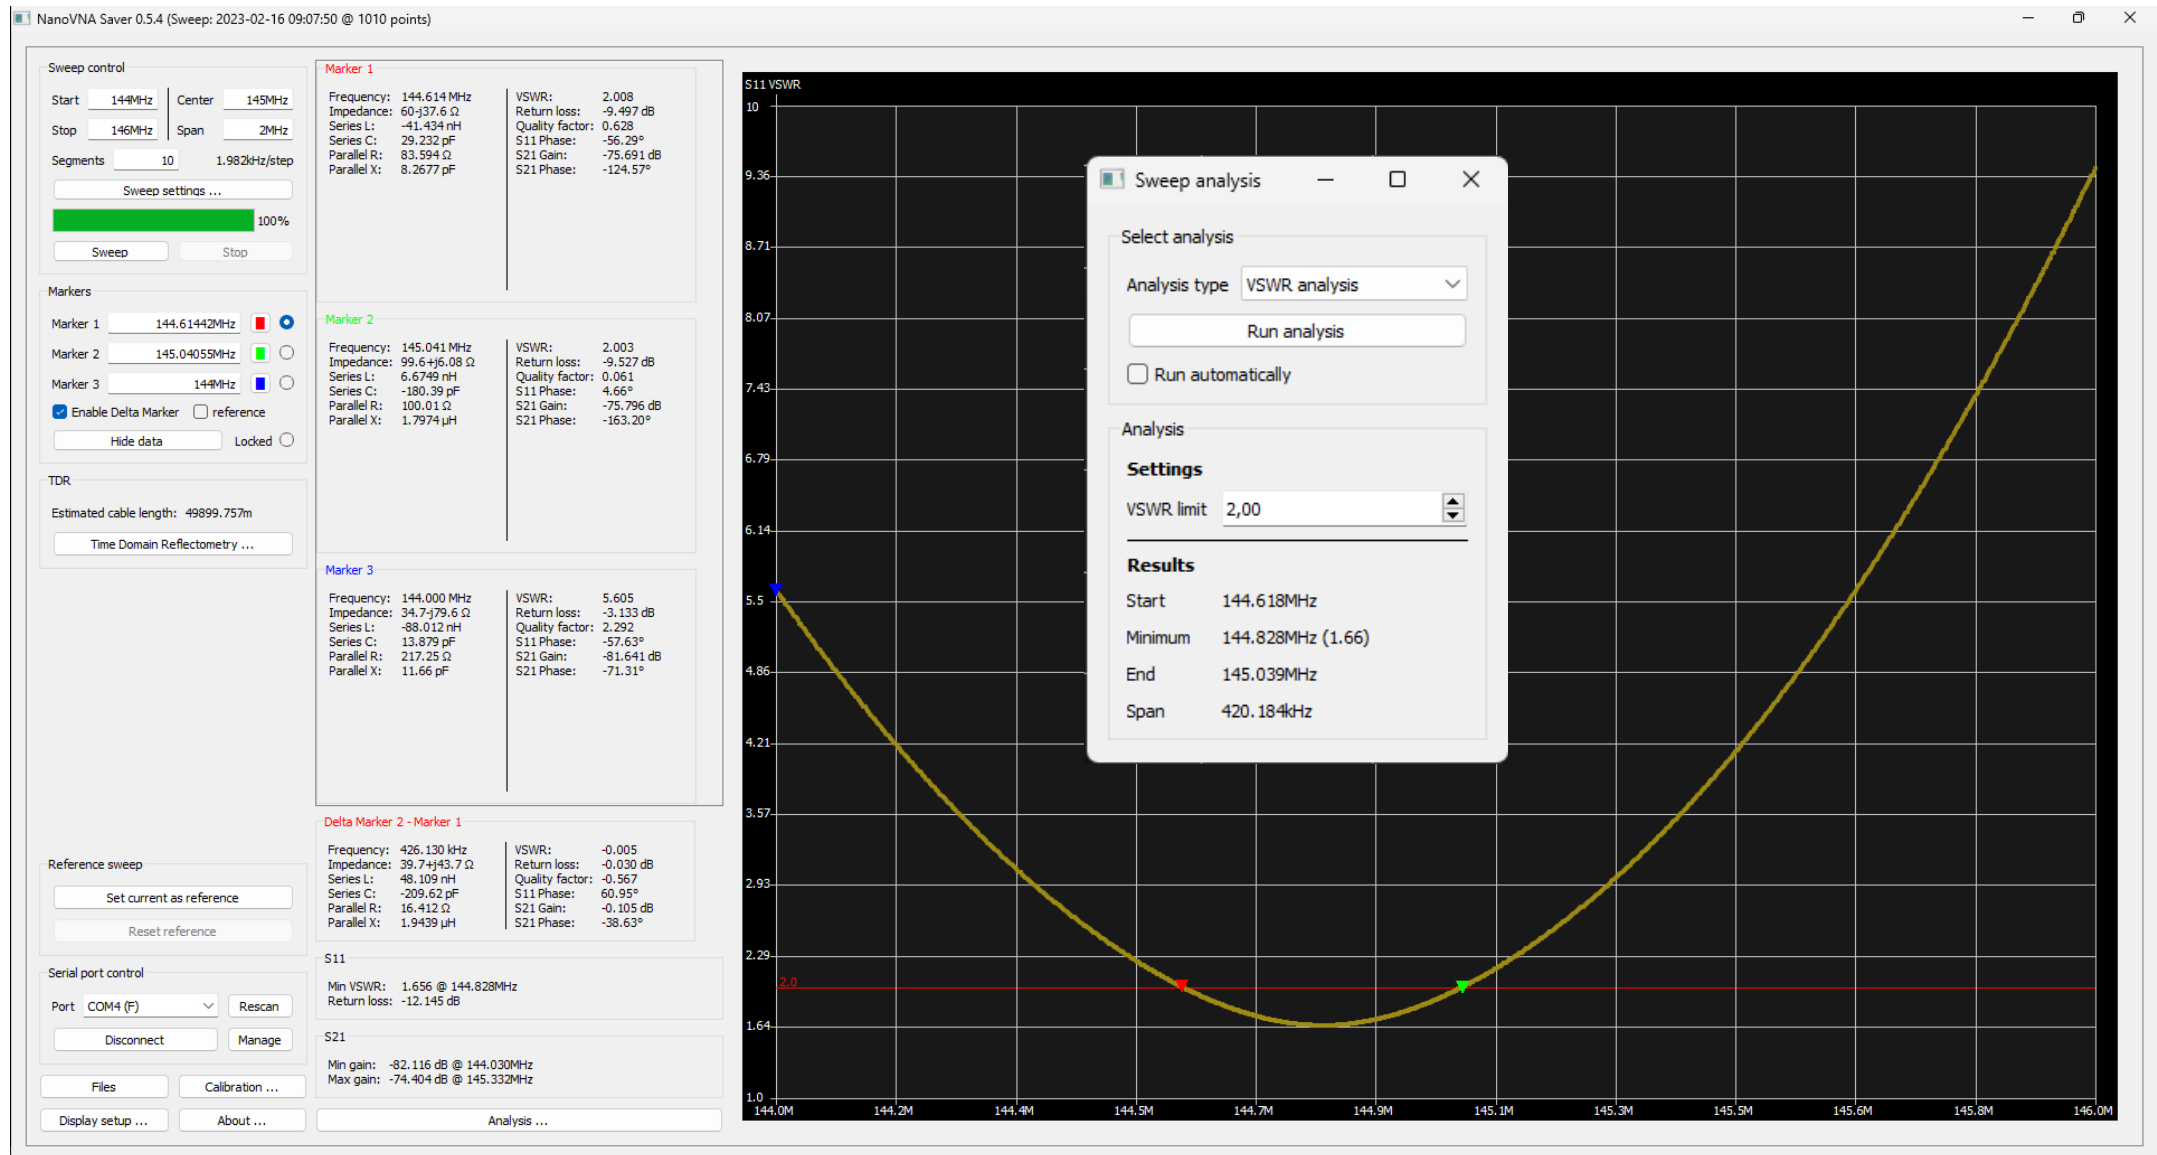 NanoVNA Saver 0.5.4 (Sweep: 2023-02-16 09:07:50 @ 1010 points)
Sweep control
Start 144MHz Center 145MHz
Stop 146MHz Span 2MHz
Segments 10 1.982kHz/step
Sweep settings ...
100%
Sweep Stop
Markers
Marker 1 144.61442MHz
Marker 2 145.04055MHz
Marker 3 144MHz
Enable Delta Marker reference
Hide data Locked
TDR
Estimated cable length: 49899.757m
Time Domain Reflectometry ...
Reference sweep
Set current as reference
Reset reference
Serial port control
Port COM4 (F) Rescan
Disconnect Manage
Files Calibration ...
Display setup ... About ...
Marker 1
Frequency: 144.614 MHz VSWR: 2.008
Impedance: 60-j37.6 Ω Return loss: -9.497 dB
Series L: -41.434 nH Quality factor: 0.628
Series C: 29.232 pF S11 Phase: -56.29°
Parallel R: 83.594 Ω S21 Gain: -75.691 dB
Parallel X: 8.2677 pF S21 Phase: -124.57°
Marker 2
Frequency: 145.041 MHz VSWR: 2.003
Impedance: 99.6+j6.08 Ω Return loss: -9.527 dB
Series L: 6.6749 nH Quality factor: 0.061
Series C: -180.39 pF S11 Phase: 4.66°
Parallel R: 100.01 Ω S21 Gain: -75.796 dB
Parallel X: 1.7974 µH S21 Phase: -163.20°
Marker 3
Frequency: 144.000 MHz VSWR: 5.605
Impedance: 34.7-j79.6 Ω Return loss: -3.133 dB
Series L: -88.012 nH Quality factor: 2.292
Series C: 13.879 pF S11 Phase: -57.63°
Parallel R: 217.25 Ω S21 Gain: -81.641 dB
Parallel X: 11.66 pF S21 Phase: -71.31°
Delta Marker 2 - Marker 1
Frequency: 426.130 kHz VSWR: -0.005
Impedance: 39.7+j43.7 Ω Return loss: -0.030 dB
Series L: 48.109 nH Quality factor: -0.567
Series C: -209.62 pF S11 Phase: 60.95°
Parallel R: 16.412 Ω S21 Gain: -0.105 dB
Parallel X: 1.9439 µH S21 Phase: -38.63°
S11
Min VSWR: 1.656 @ 144.828MHz
Return loss: -12.145 dB
S21
Min gain: -82.116 dB @ 144.030MHz
Max gain: -74.404 dB @ 145.332MHz
Analysis ...
S11 VSWR
10
9.36
8.71
8.07
7.43
6.79
6.14
5.5
4.86
4.21
3.57
2.93
2.29
2.0
1.64
1.0
144.0M 144.2M 144.4M 144.5M 144.7M 144.9M 145.1M 145.3M 145.5M 145.6M 145.8M 146.0M
Sweep analysis
Select analysis
Analysis type VSWR analysis
Run analysis
Run automatically
Analysis
Settings
VSWR limit 2,00
Results
Start 144.618MHz
Minimum 144.828MHz (1.66)
End 145.039MHz
Span 420.184kHz